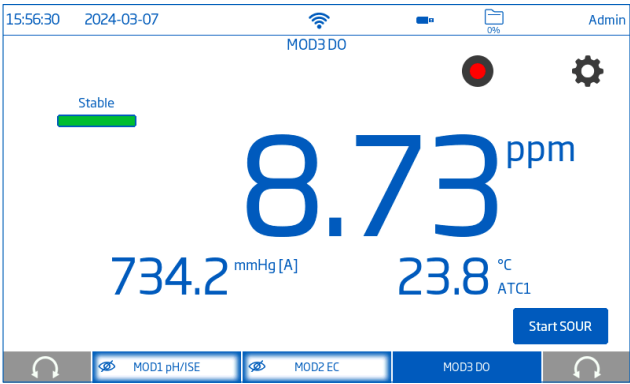 15:56:30 2024-03-07 0% Admin
MOD3 DO
Stable
8.73 ppm
734.2 mmHg [A] 23.8 °C
ATC1
Start SOUR
MOD1 pH/ISE MOD2 EC MOD3 DO